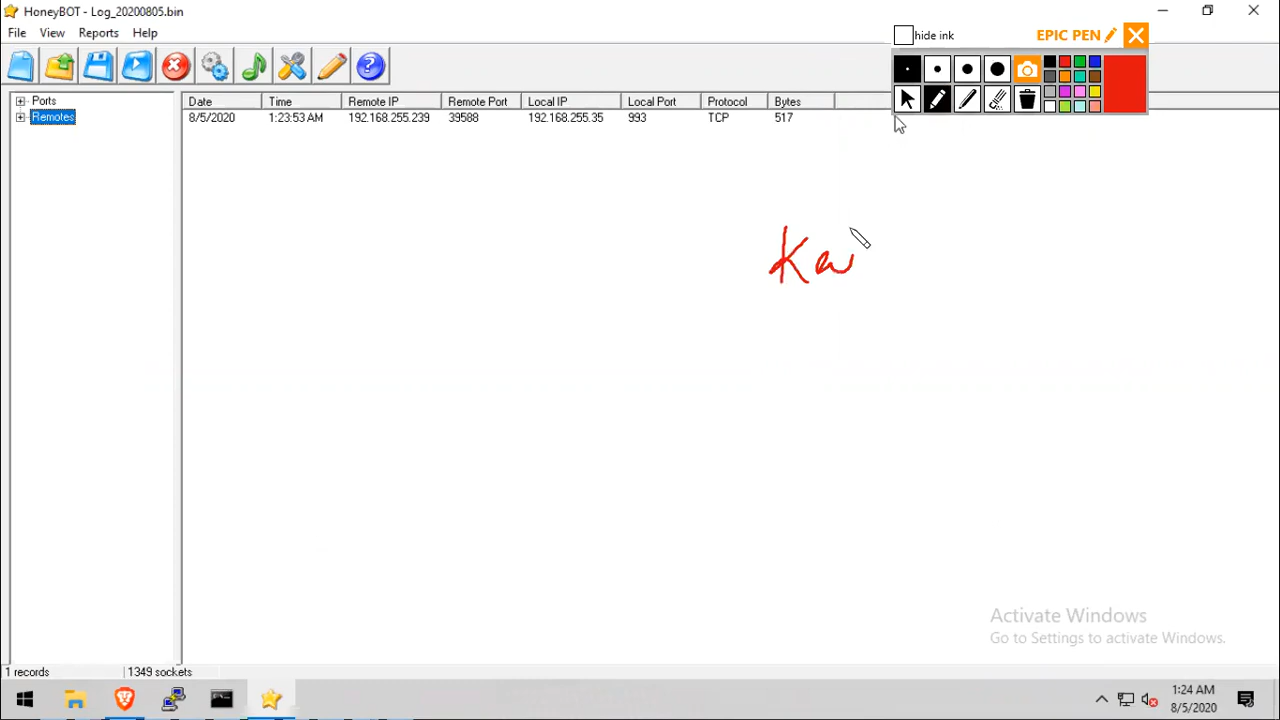 HoneyBOT - Log_20200805.bin
File View Reports Help
hide ink EPIC PEN
Ports
Remotes
Date Time Remote IP Remote Port Local IP Local Port Protocol Bytes
8/5/2020 1:23:53 AM 192.168.255.239 39588 192.168.255.35 993 TCP 517
Activate Windows
Go to Settings to activate Windows.
1 records 1349 sockets
1:24 AM
8/5/2020